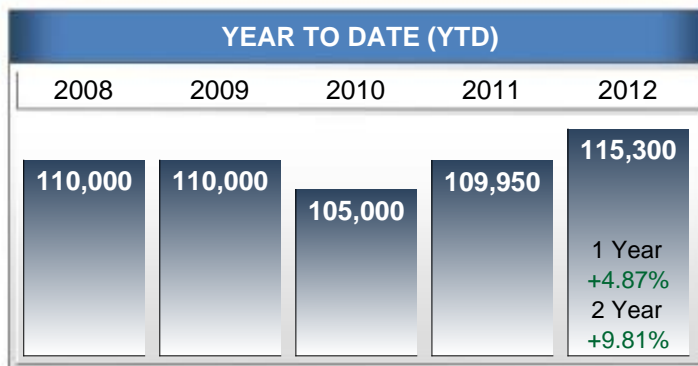 YEAR TO DATE (YTD)
2008 2009 2010 2011 2012
110,000 110,000 105,000 109,950 115,300
1 Year
+4.87%
2 Year
+9.81%